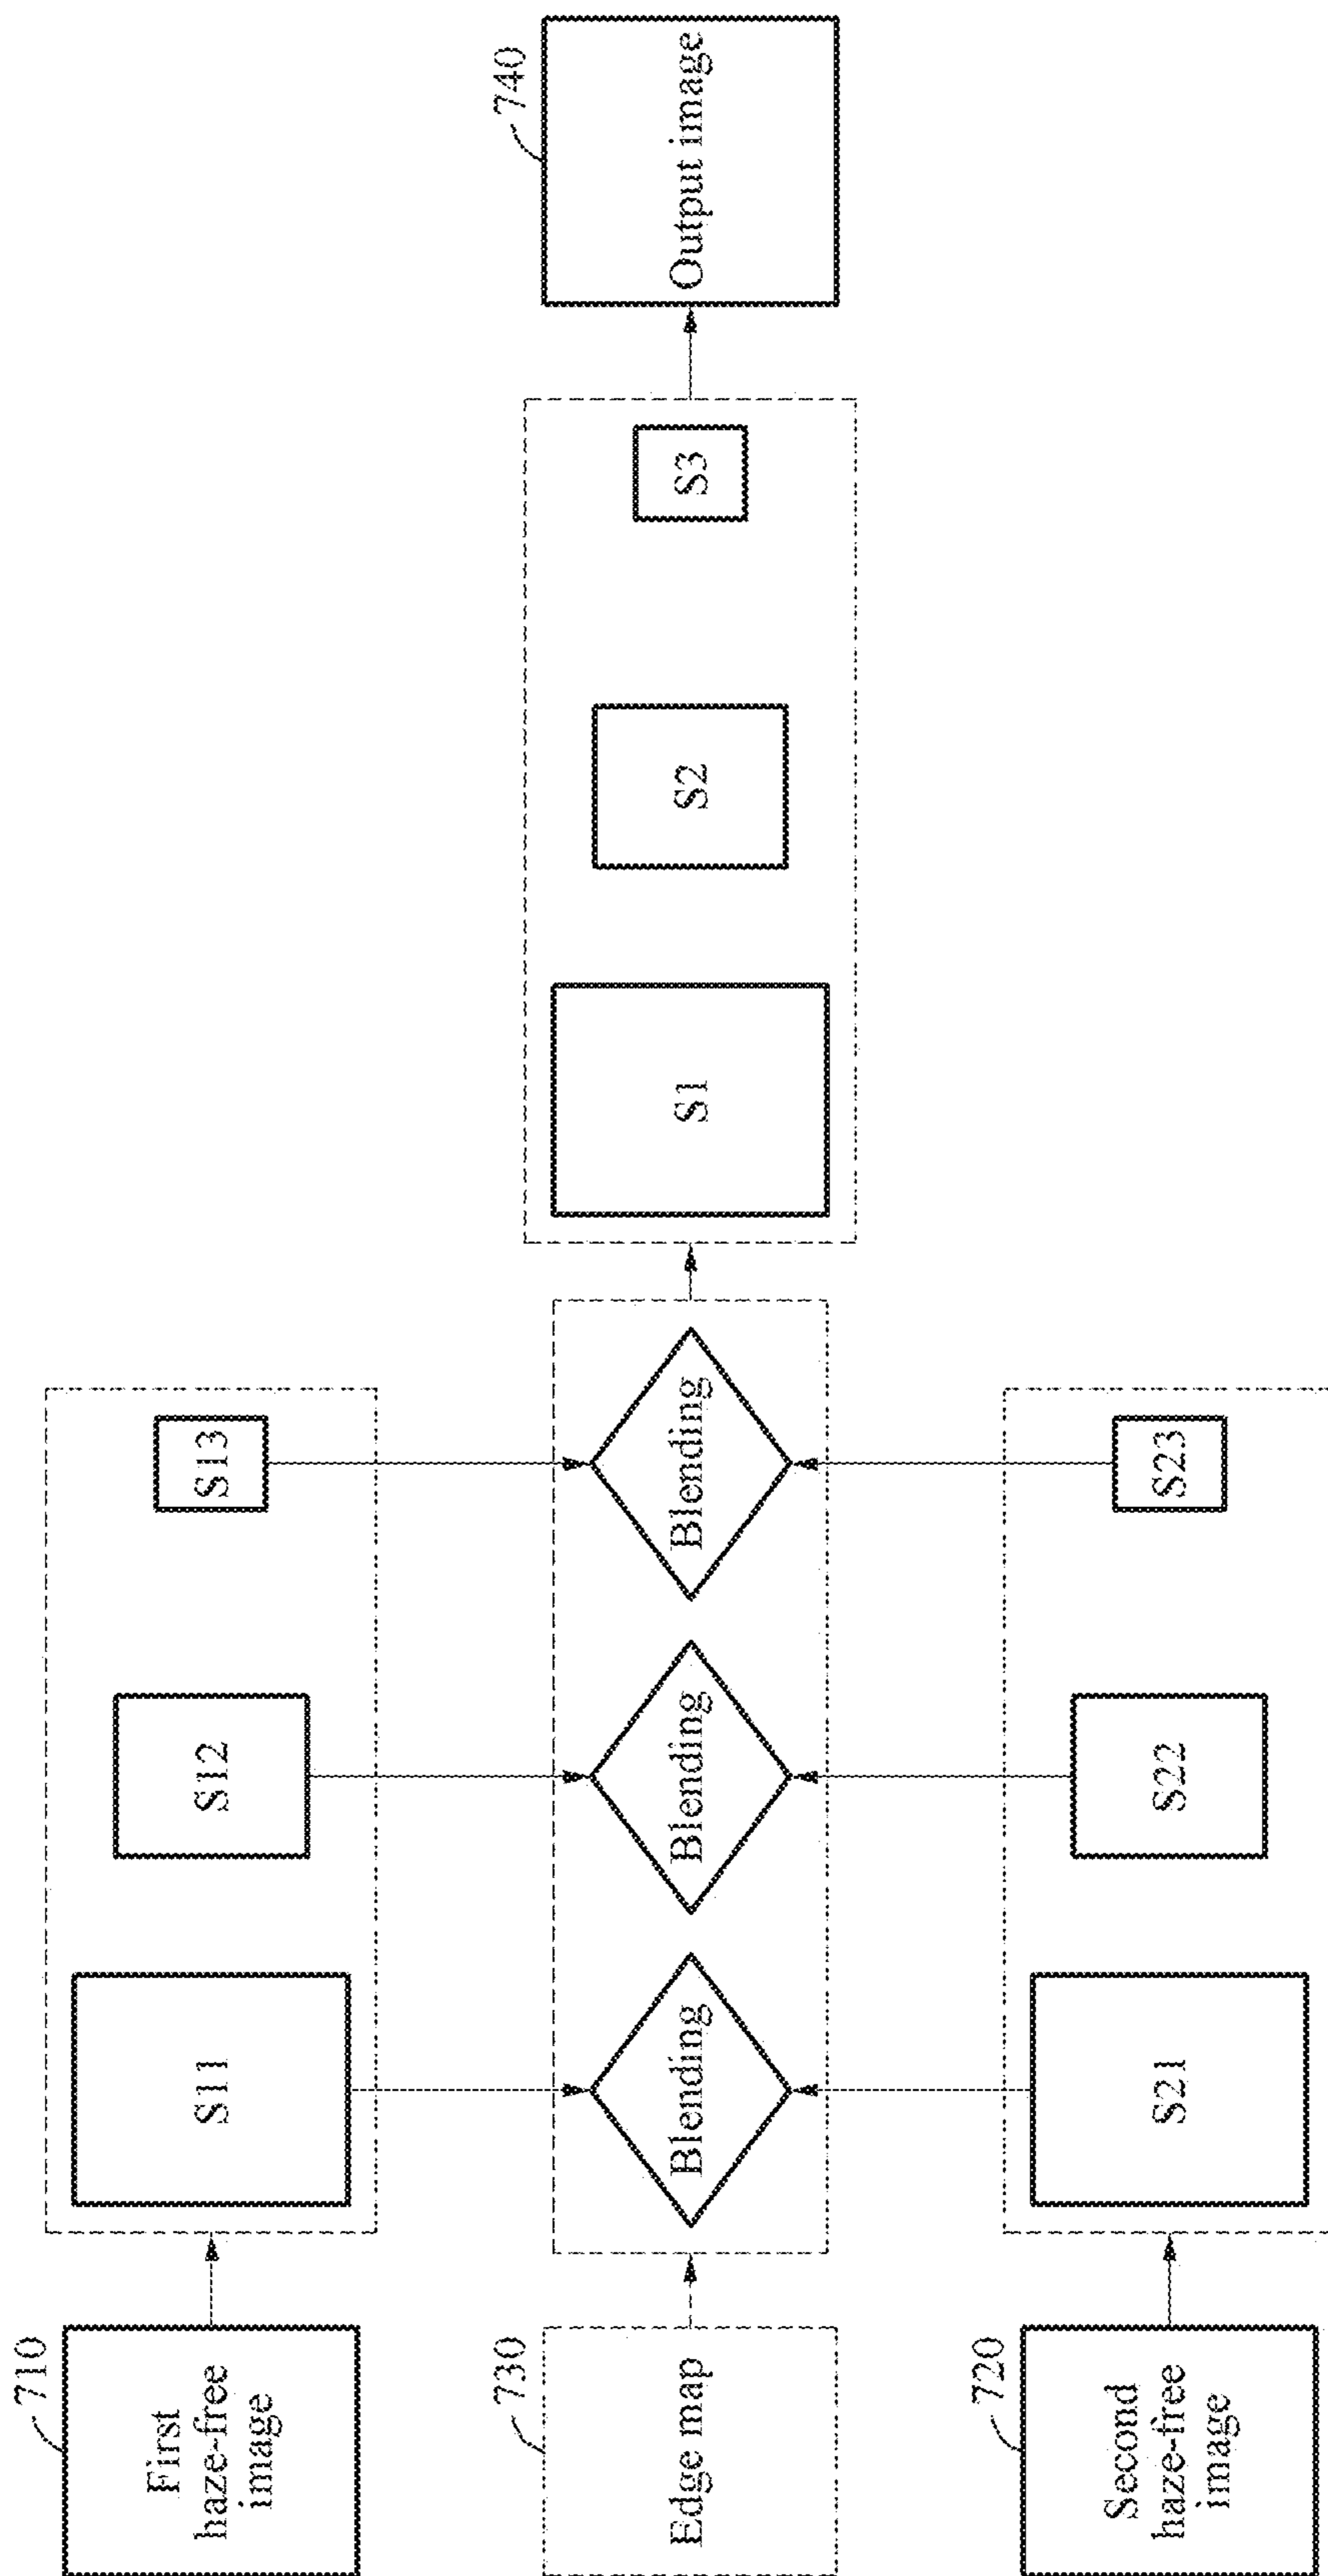 710
First
haze-free
image
S11
S12
S13
730
Edge map
Blending
Blending
Blending
S1
S2
S3
740
Output image
720
Second
haze-free
image
S21
S22
S23